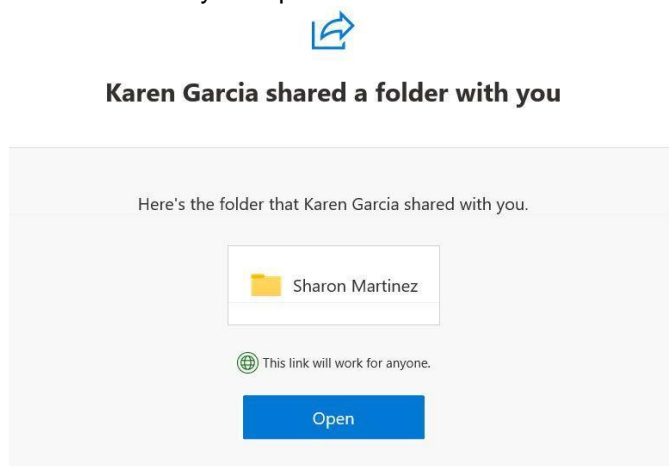 Karen Garcia shared a folder with you
Here's the folder that Karen Garcia shared with you.
Sharon Martinez
This link will work for anyone.
Open